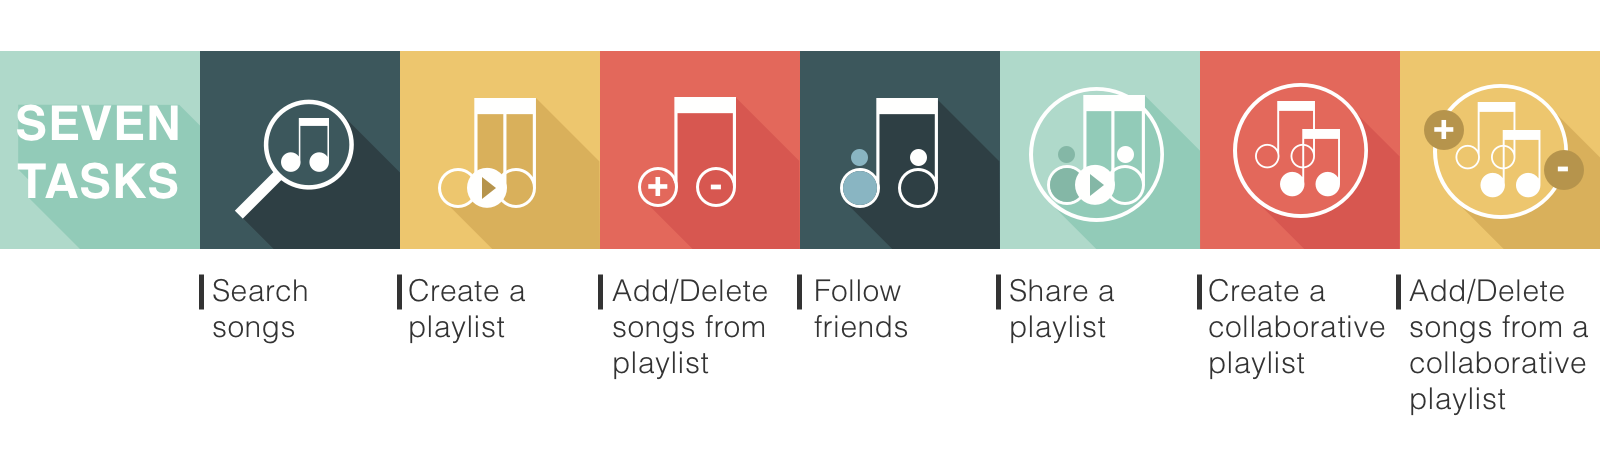 SEVEN
TASKS
Search
songs
Create a
playlist
Add/Delete
songs from
playlist
Follow
friends
Share a
playlist
Create a
collaborative
playlist
Add/Delete
songs from a
collaborative
playlist